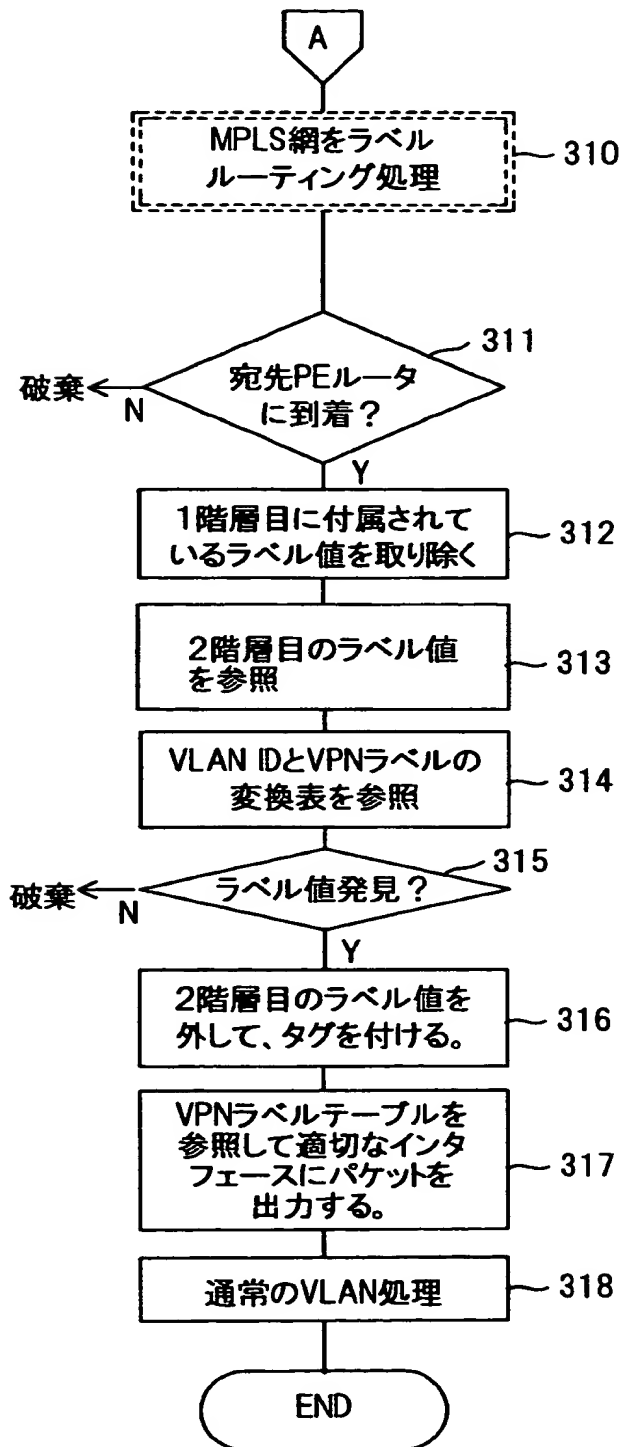 A
MPLS網をラベル
ルーティング処理
310
311
宛先PEルータ
に到着?
破棄
N
Y
1階層目に付属されて
いるラベル値を取り除く
312
2階層目のラベル値
を参照
313
VLAN IDとVPNラベルの
変換表を参照
314
315
ラベル値発見?
破棄
N
Y
2階層目のラベル値を
外して、タグを付ける。
316
VPNラベルテーブルを
参照して適切なインタ
フェースにパケットを
出力する。
317
通常のVLAN処理
318
END